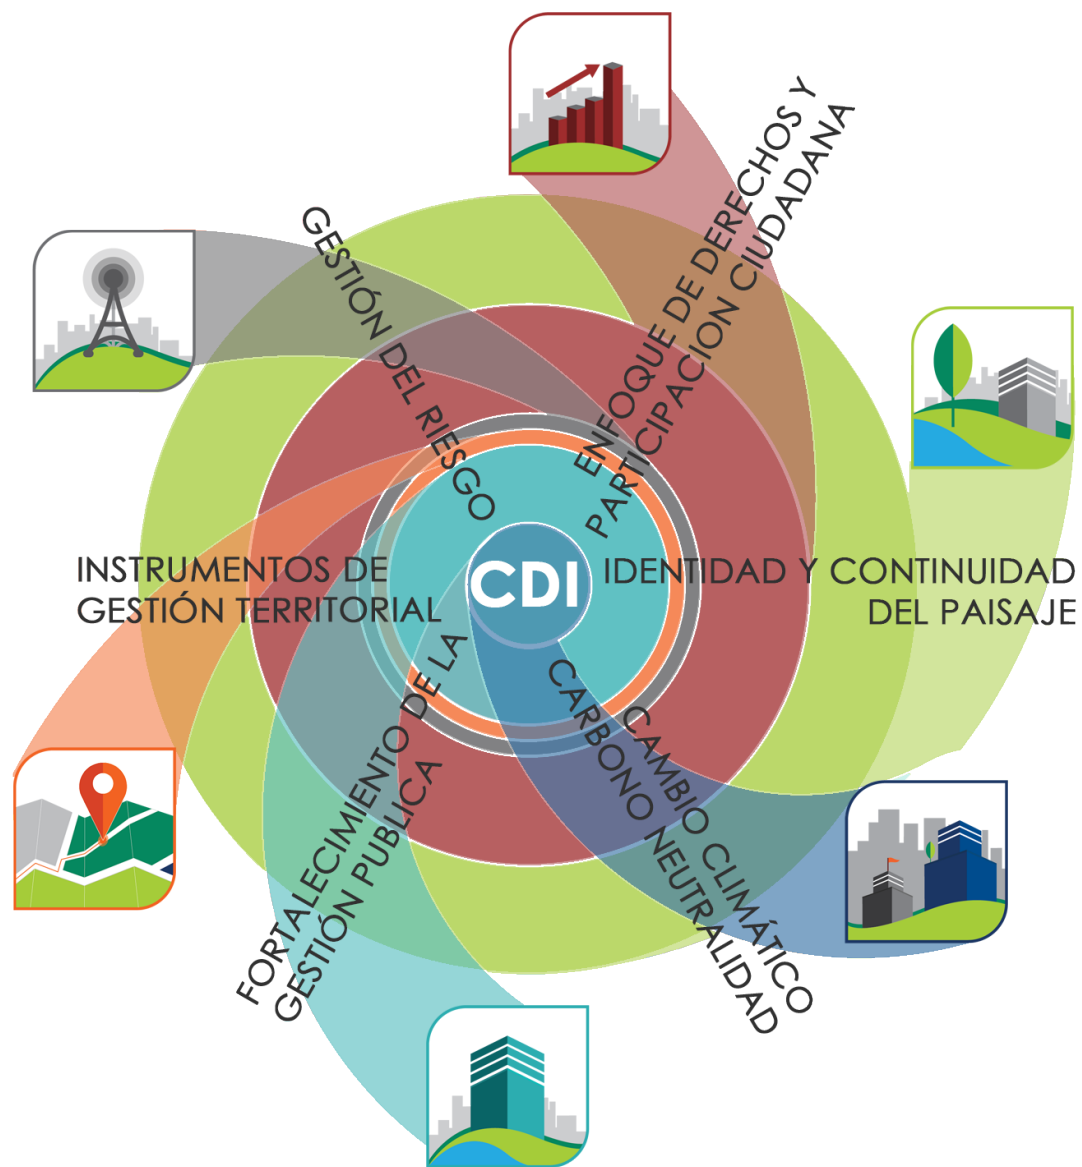 ENFOQUE DE DERECHOS Y
PARTICIPACION CIUDADANA
GESTIÓN DEL RIESGO
INSTRUMENTOS DE
GESTIÓN TERRITORIAL
CDI
IDENTIDAD Y CONTINUIDAD
DEL PAISAJE
FORTALECIMIENTO DE LA
GESTIÓN PUBLICA
CAMBIO CLIMÁTICO
CARBONO NEUTRALIDAD